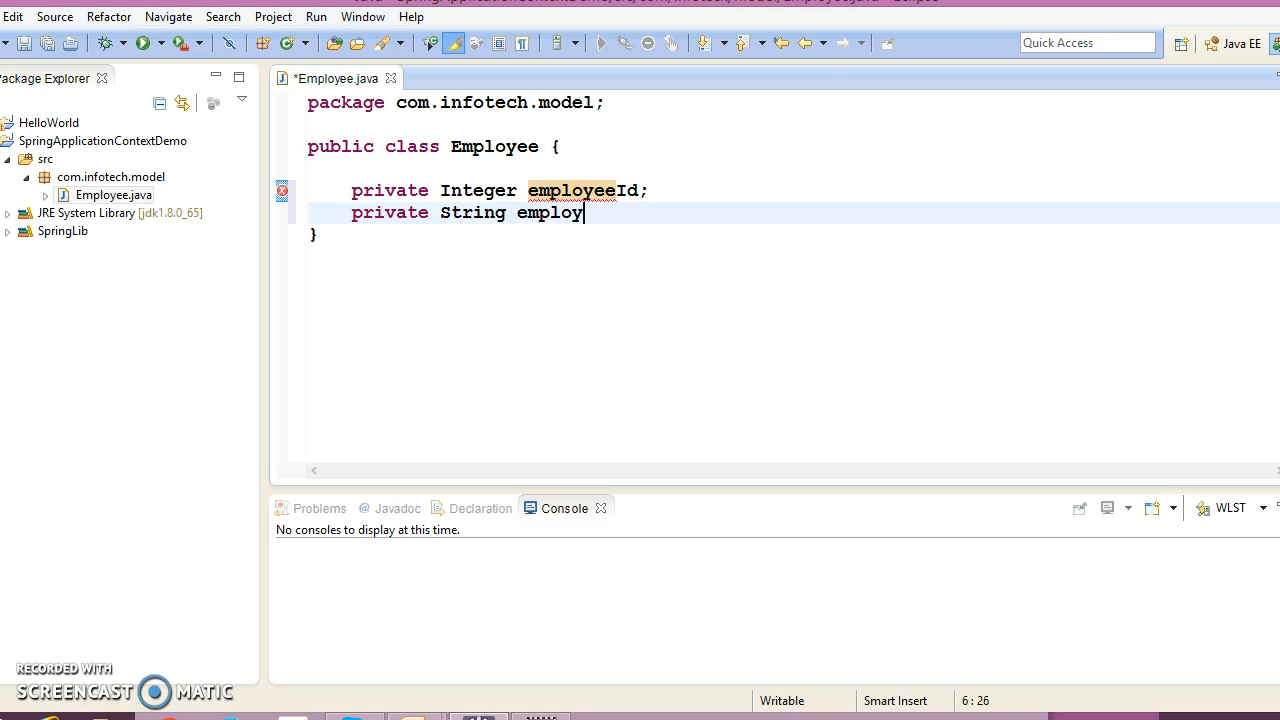 Edit Source Refactor Navigate Search Project Run Window Help
Quick Access
Java EE
ackage Explorer
*Employee.java
HelloWorld
SpringApplicationContextDemo
src
com.infotech.model
Employee.java
JRE System Library [jdk1.8.0_65]
SpringLib
package com.infotech.model;
public class Employee {
private Integer employeeId;
private String employ
}
Problems @ Javadoc Declaration Console
WLST
No consoles to display at this time.
RECORDED WITH
SCREENCAST MATIC
Writable Smart Insert 6 : 26